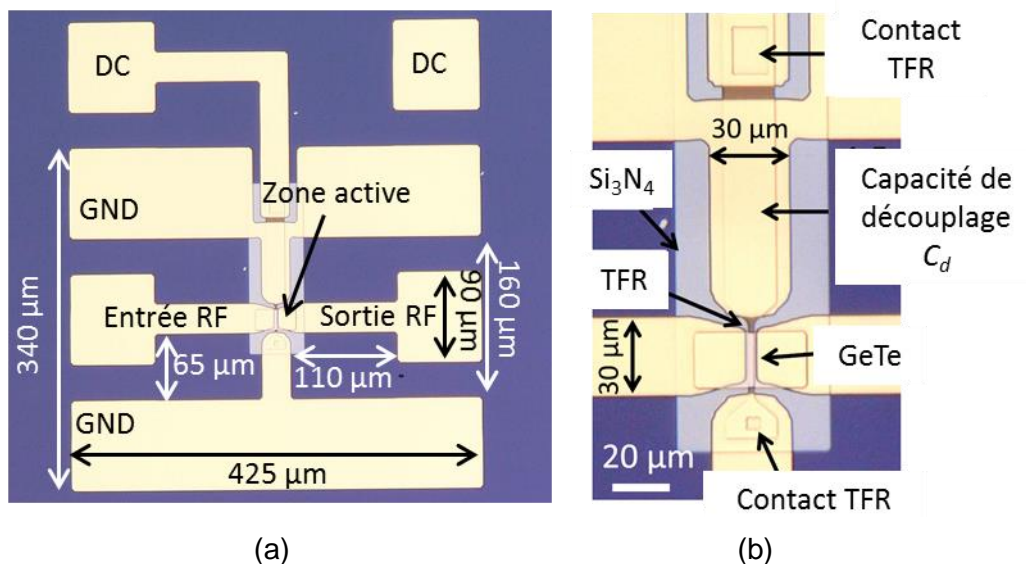 DC
DC
GND
Zone active
340 µm
Entrée RF
Sortie RF
90 µm
160 µm
65 µm
110 µm
GND
425 µm
(a)
Contact
TFR
30 µm
Si₃N₄
Capacité de
découplage
C_d
TFR
30 µm
GeTe
20 µm
Contact TFR
(b)